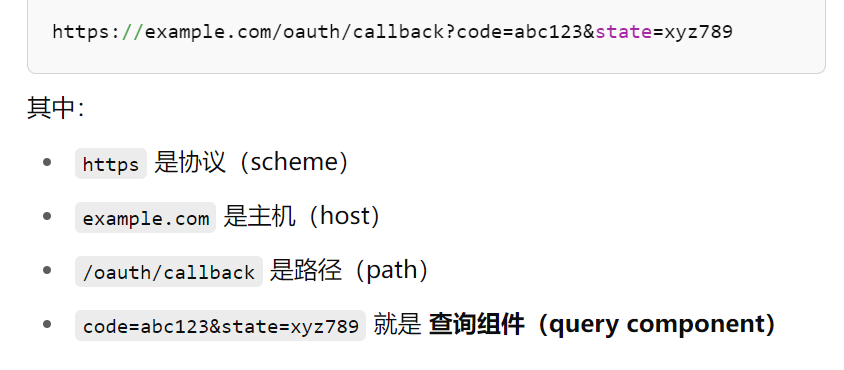 https://example.com/oauth/callback?code=abc123&state=xyz789
其中：
• https 是协议（scheme）
• example.com 是主机（host）
• /oauth/callback 是路径（path）
• code=abc123&state=xyz789 就是 查询组件（query component）